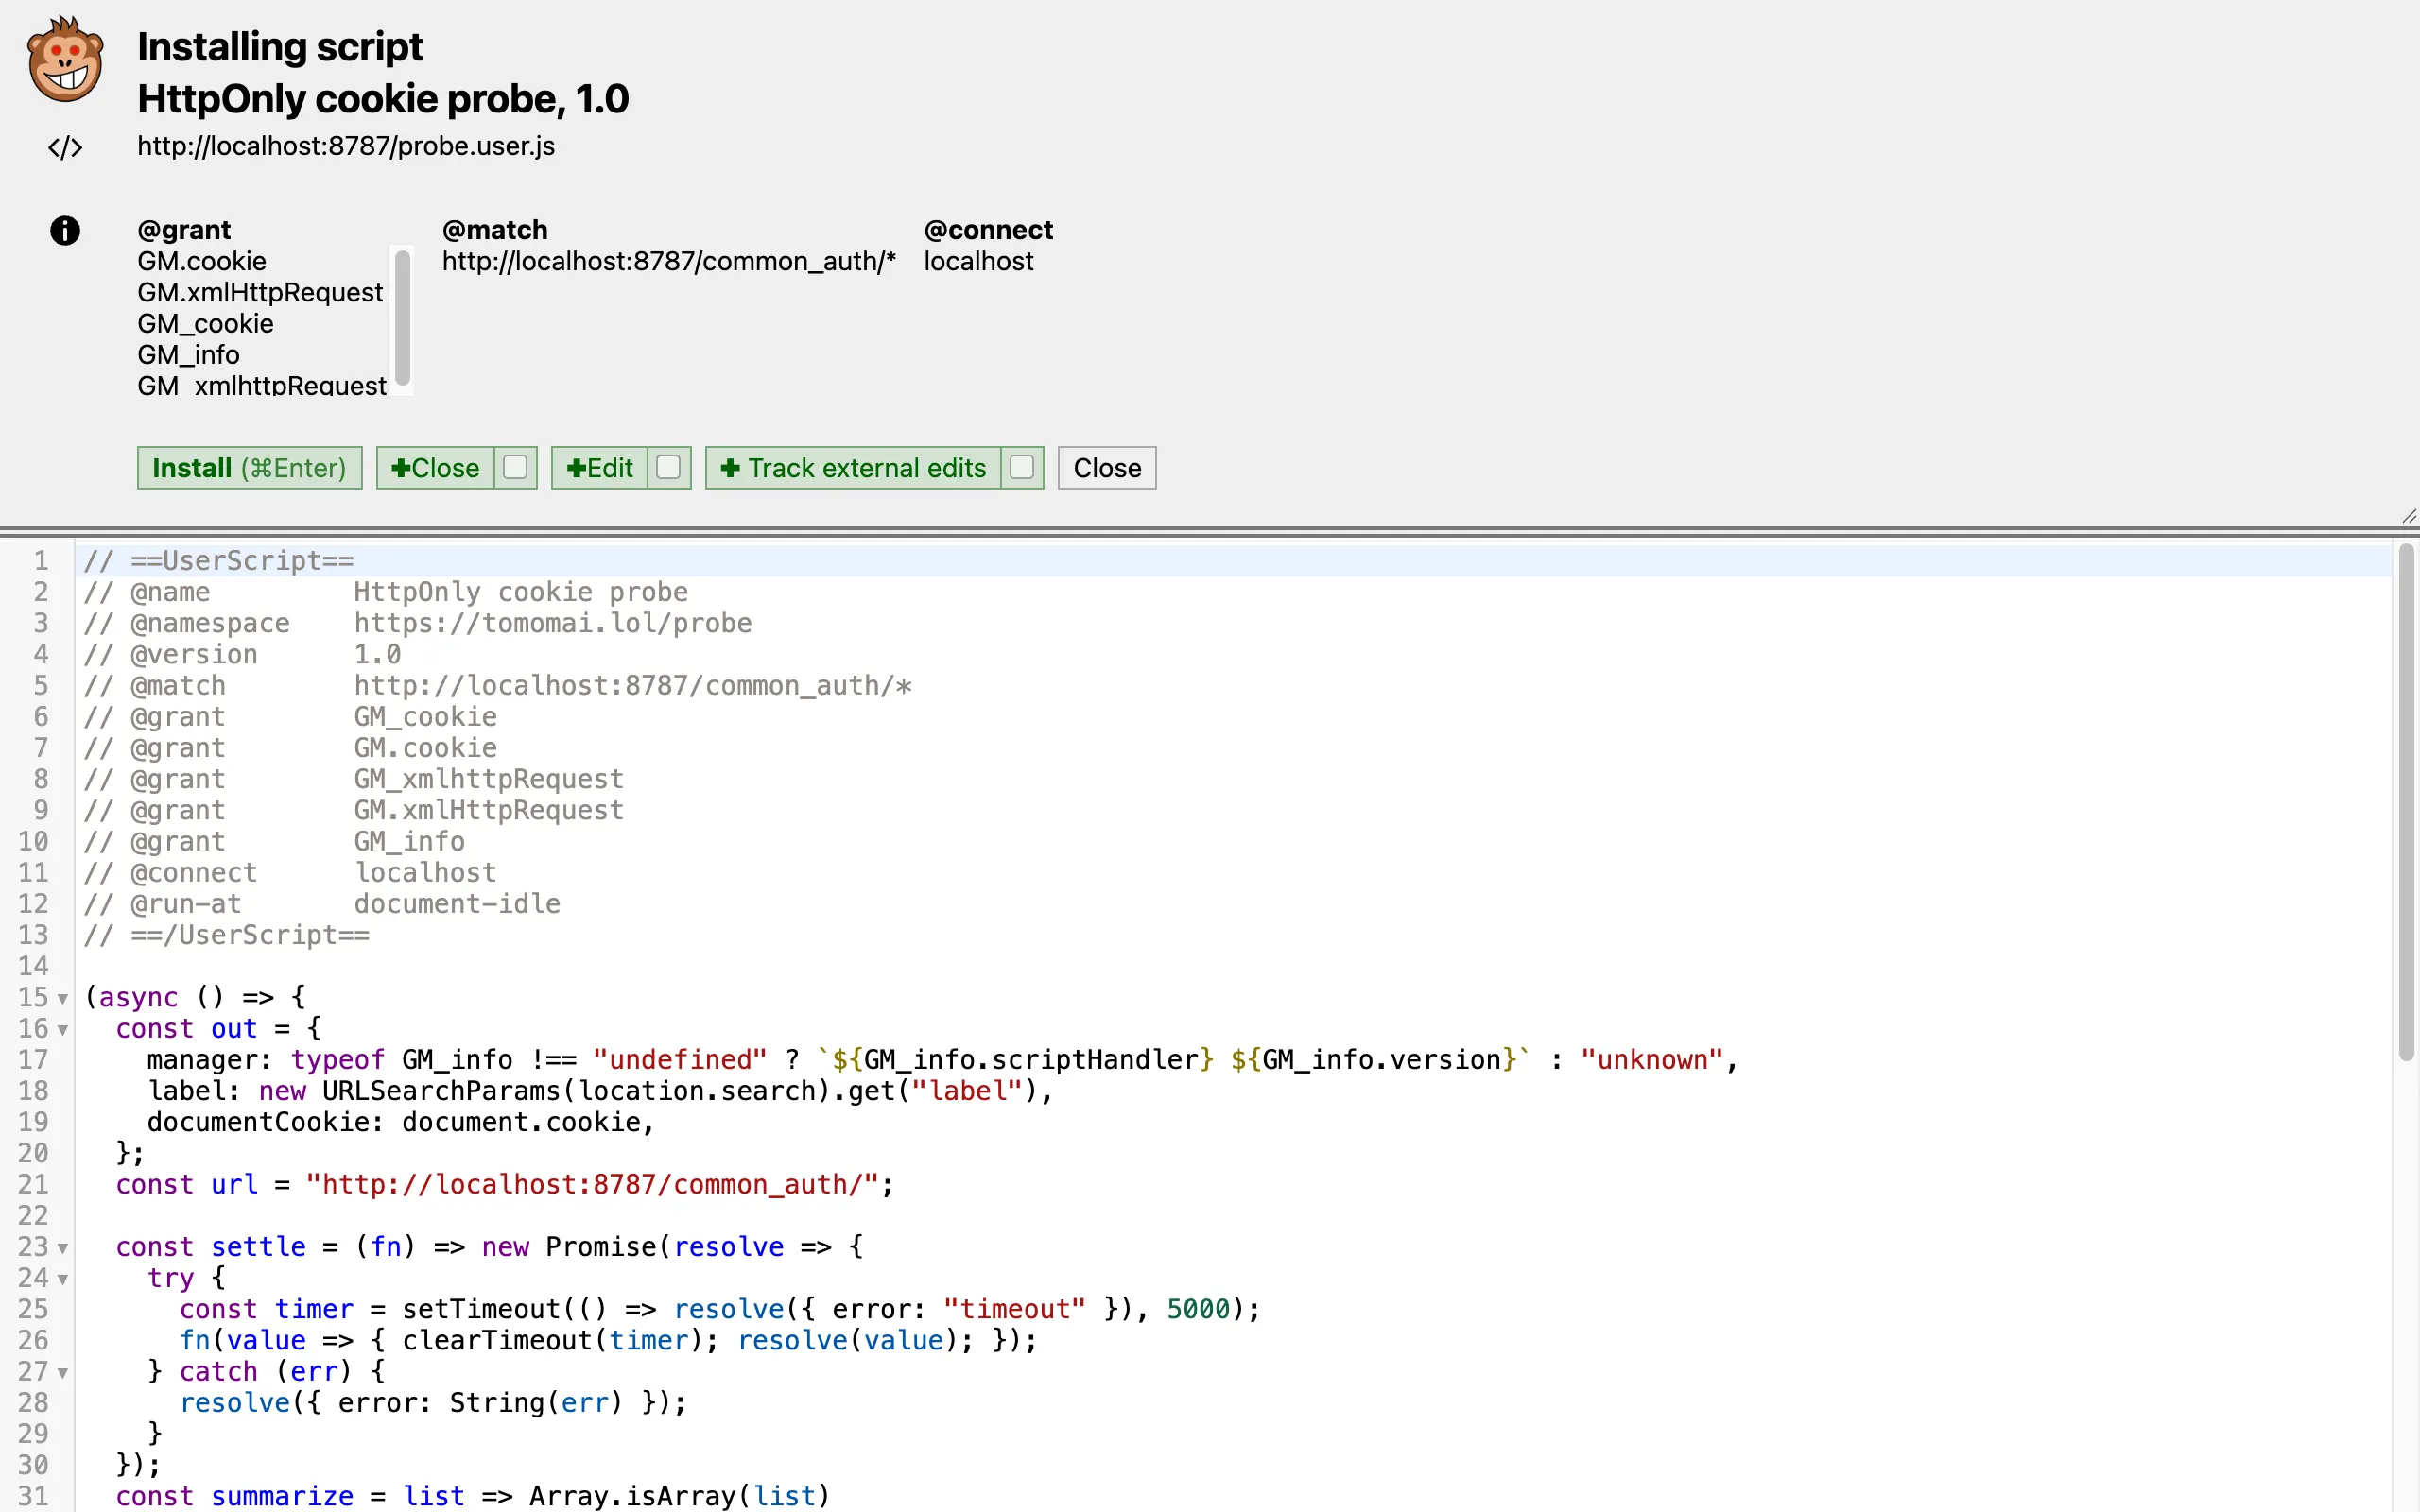 Installing script
HttpOnly cookie probe, 1.0
</> http://localhost:8787/probe.user.js
@grant
GM.cookie
GM.xmlHttpRequest
GM_cookie
GM_info
GM_xmlhttpRequest
@match
http://localhost:8787/common_auth/*
@connect
localhost
Install (⌘Enter) ✚Close ✚Edit ✚ Track external edits Close
1 // ==UserScript==
2 // @name         HttpOnly cookie probe
3 // @namespace    https://tomomai.lol/probe
4 // @version      1.0
5 // @match        http://localhost:8787/common_auth/*
6 // @grant        GM_cookie
7 // @grant        GM.cookie
8 // @grant        GM_xmlhttpRequest
9 // @grant        GM.xmlHttpRequest
10 // @grant        GM_info
11 // @connect      localhost
12 // @run-at       document-idle
13 // ==/UserScript==
14
15 (async () => {
16   const out = {
17     manager: typeof GM_info !== "undefined" ? `${GM_info.scriptHandler} ${GM_info.version}` : "unknown",
18     label: new URLSearchParams(location.search).get("label"),
19     documentCookie: document.cookie,
20   };
21   const url = "http://localhost:8787/common_auth/";
22
23   const settle = (fn) => new Promise(resolve => {
24     try {
25       const timer = setTimeout(() => resolve({ error: "timeout" }), 5000);
26       fn(value => { clearTimeout(timer); resolve(value); });
27     } catch (err) {
28       resolve({ error: String(err) });
29     }
30   });
31   const summarize = list => Array.isArray(list)